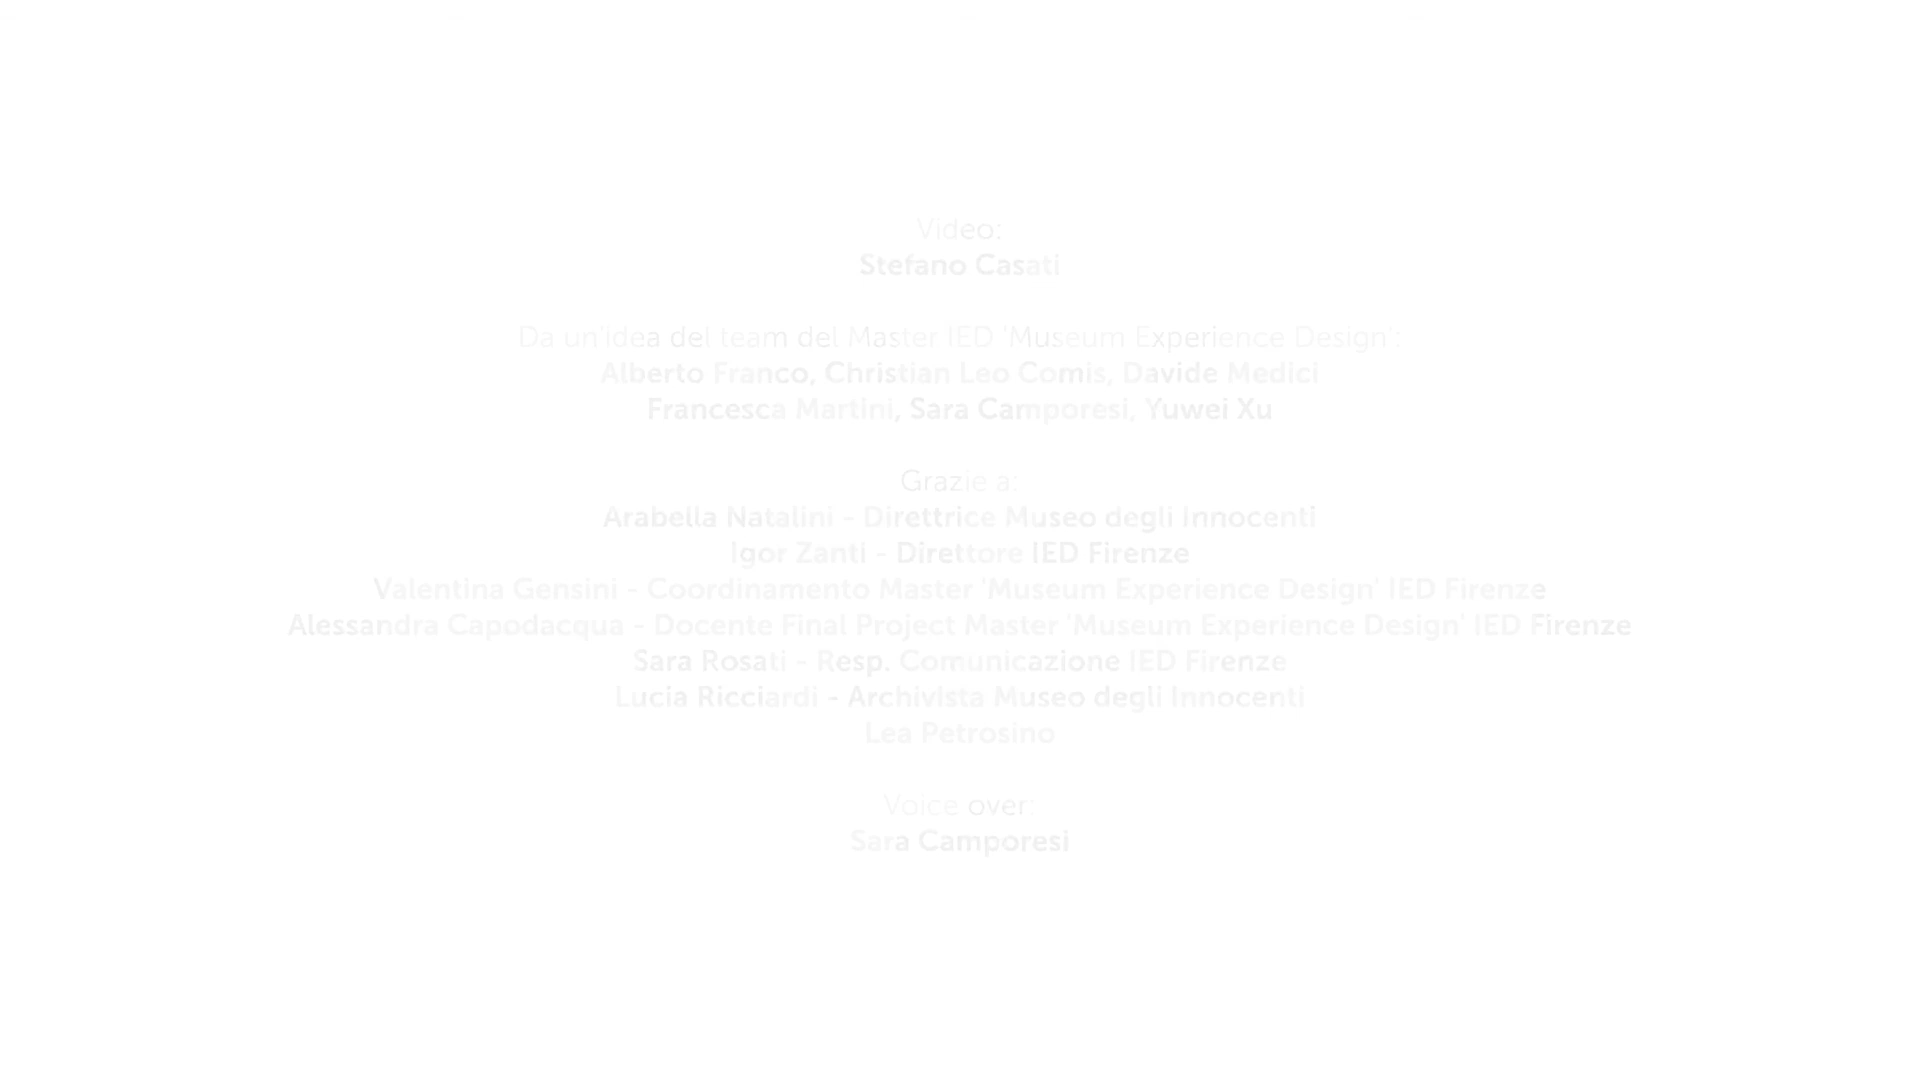 Video:
Stefano Casati
Da un'idea del team del Master IED 'Museum Experience Design':
Alberto Franco, Christian Leo Comis, Davide Medici
Francesca Martini, Sara Camporesi, Yuwei Xu
Grazie a:
Arabella Natalini - Direttrice Museo degli Innocenti
Igor Zanti - Direttore IED Firenze
Valentina Gensini - Coordinamento Master 'Museum Experience Design' IED Firenze
Alessandra Capodacqua - Docente Final Project Master 'Museum Experience Design' IED Firenze
Sara Rosati - Resp. Comunicazione IED Firenze
Lucia Ricciardi - Archivista Museo degli Innocenti
Lea Petrosino
Voice over:
Sara Camporesi